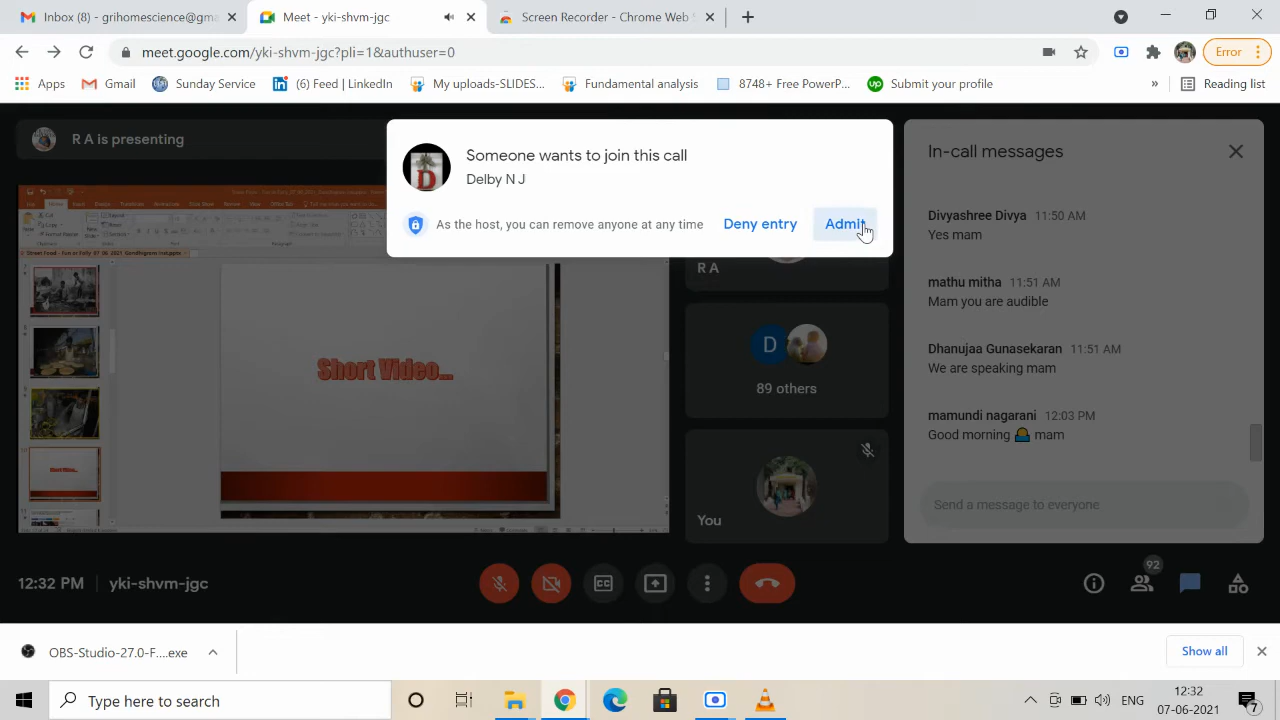 Inbox (8) - grihomescience@gma
Meet - yki-shvm-jgc
Screen Recorder - Chrome Web S
meet.google.com/yki-shvm-jgc?pli=1&authuser=0
Error
Apps
Gmail
Sunday Service
(6) Feed | LinkedIn
My uploads-SLIDES...
Fundamental analysis
8748+ Free PowerP...
Submit your profile
»
Reading list
R A is presenting
Someone wants to join this call
D
Delby N J
As the host, you can remove anyone at any time
Deny entry
Admit
Short Video...
R A
D
89 others
You
In-call messages
Divyashree Divya 11:50 AM
Yes mam
mathu mitha 11:51 AM
Mam you are audible
Dhanujaa Gunasekaran 11:51 AM
We are speaking mam
mamundi nagarani 12:03 PM
Good morning 🙇 mam
Send a message to everyone
12:32 PM | yki-shvm-jgc
92
OBS-Studio-27.0-F....exe
Show all
Type here to search
ENG
12:32
07-06-2021
7